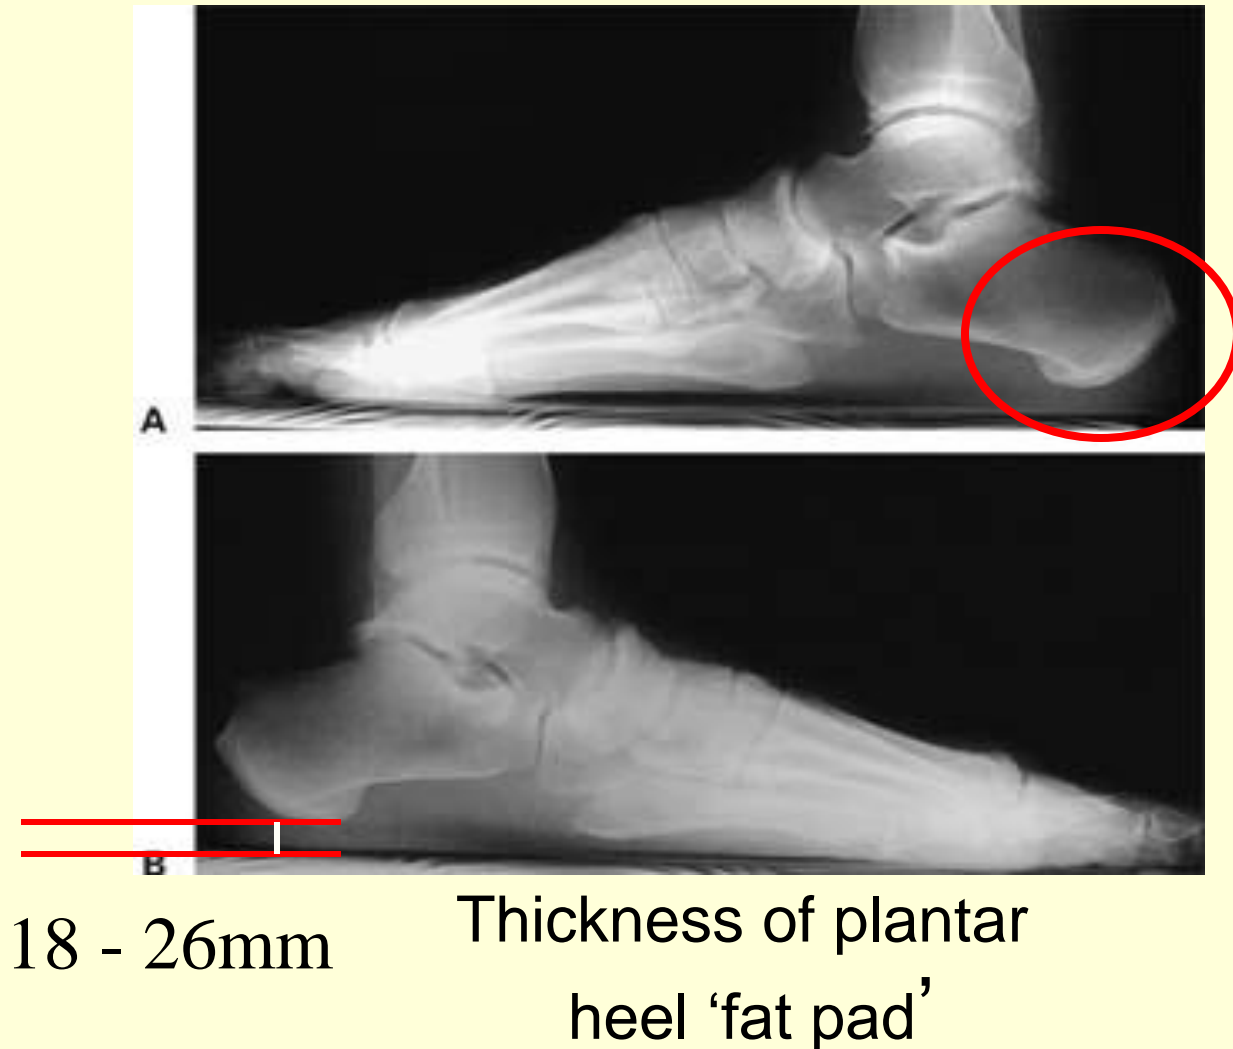 A
B
18 - 26mm
Thickness of plantar
heel ‘fat pad’